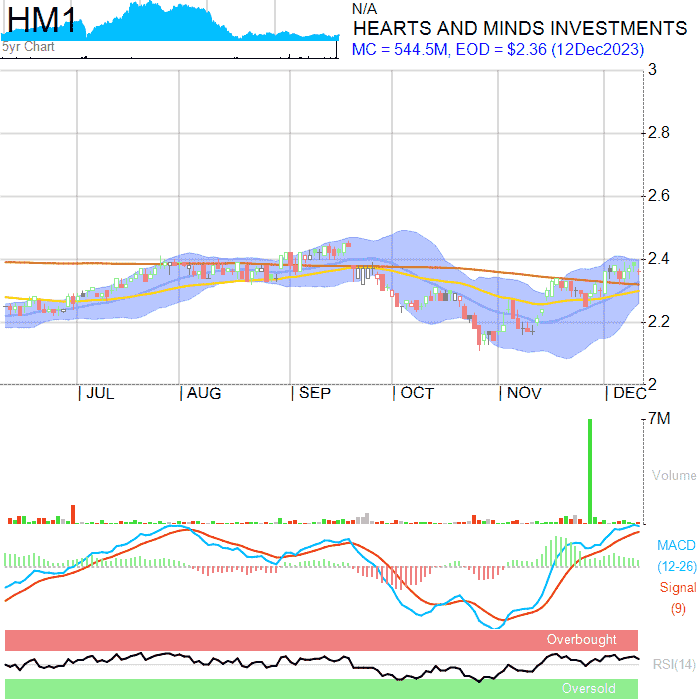 HM1
5yr Chart
N/A
HEARTS AND MINDS INVESTMENTS
MC = 544.5M, EOD = $2.36 (12Dec2023)
3
2.8
2.6
2.4
2.2
2
JUL AUG SEP OCT NOV DEC
7M
Volume
MACD
(12-26)
Signal
(9)
Overbought
RSI(14)
Oversold